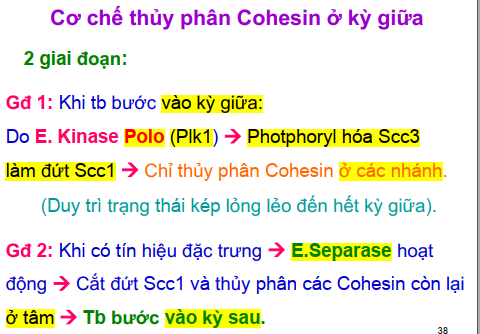 Cơ chế thủy phân Cohesin ở kỳ giữa
2 giai đoạn:
Gđ 1: Khi tb bước vào kỳ giữa:
Do E. Kinase Polo (Plk1) → Photphoryl hóa Scc3
làm đứt Scc1 → Chỉ thủy phân Cohesin ở các nhánh.
(Duy trì trạng thái kép lỏng lẻo đến hết kỳ giữa).
Gđ 2: Khi có tín hiệu đặc trưng → E.Separase hoạt
động → Cắt đứt Scc1 và thủy phân các Cohesin còn lại
ở tâm → Tb bước vào kỳ sau.
38